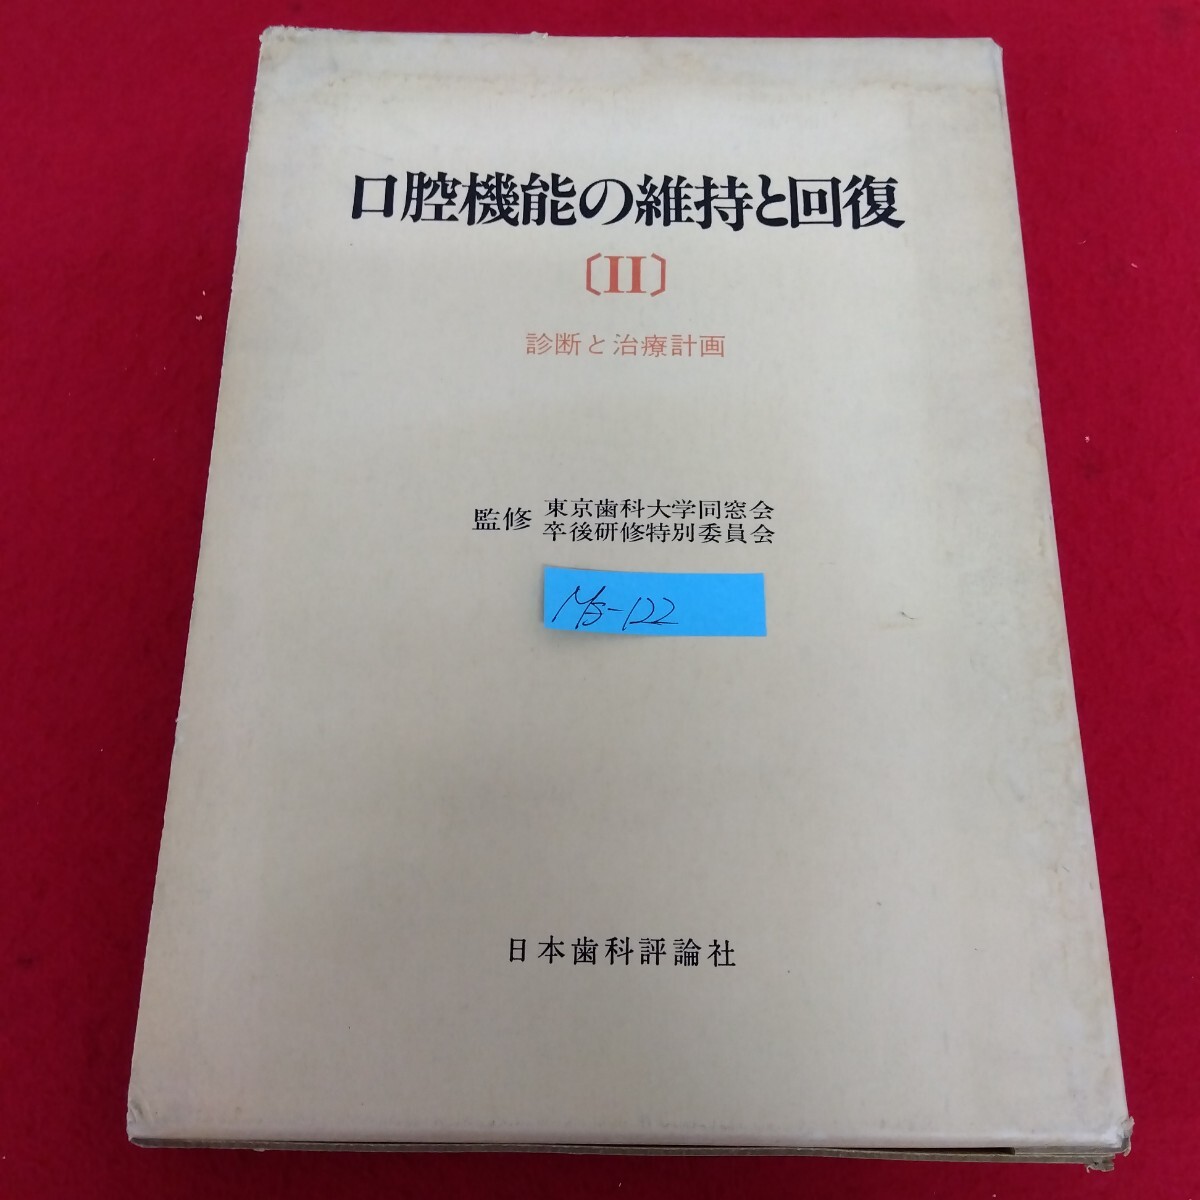 口腔機能の維持と回復
〔II〕
診断と治療計画
監修 東京歯科大学同窓会
卒後研修特別委員会
日本歯科評論社